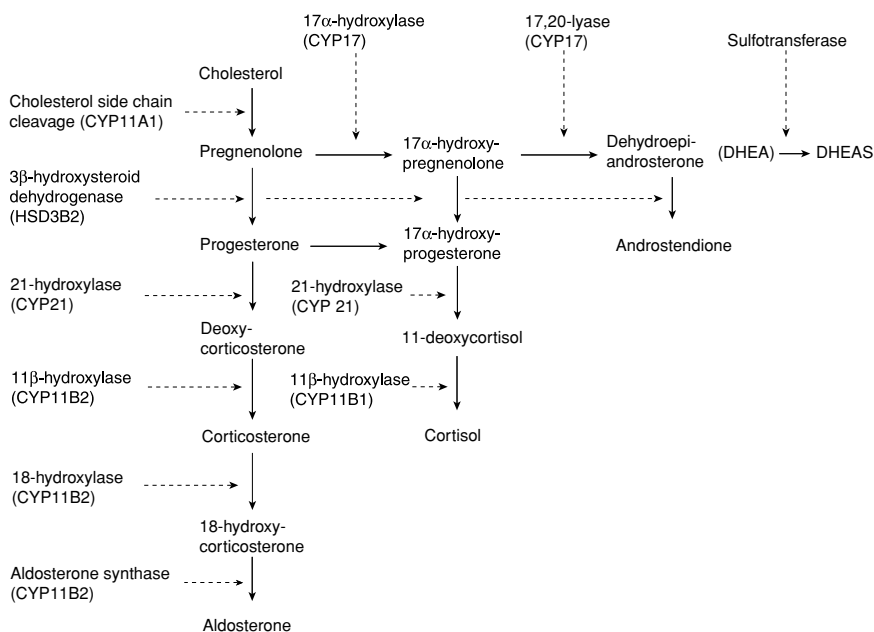 17α-hydroxylase
(CYP17)
17,20-lyase
(CYP17)
Sulfotransferase
Cholesterol
Cholesterol side chain
cleavage (CYP11A1)
Pregnenolone
17α-hydroxy-
pregnenolone
Dehydroepi-
androsterone
(DHEA)
DHEAS
3β-hydroxysteroid
dehydrogenase
(HSD3B2)
Progesterone
17α-hydroxy-
progesterone
Androstendione
21-hydroxylase
(CYP21)
21-hydroxylase
(CYP 21)
Deoxy-
corticosterone
11-deoxycortisol
11β-hydroxylase
(CYP11B2)
11β-hydroxylase
(CYP11B1)
Corticosterone
Cortisol
18-hydroxylase
(CYP11B2)
18-hydroxy-
corticosterone
Aldosterone synthase
(CYP11B2)
Aldosterone